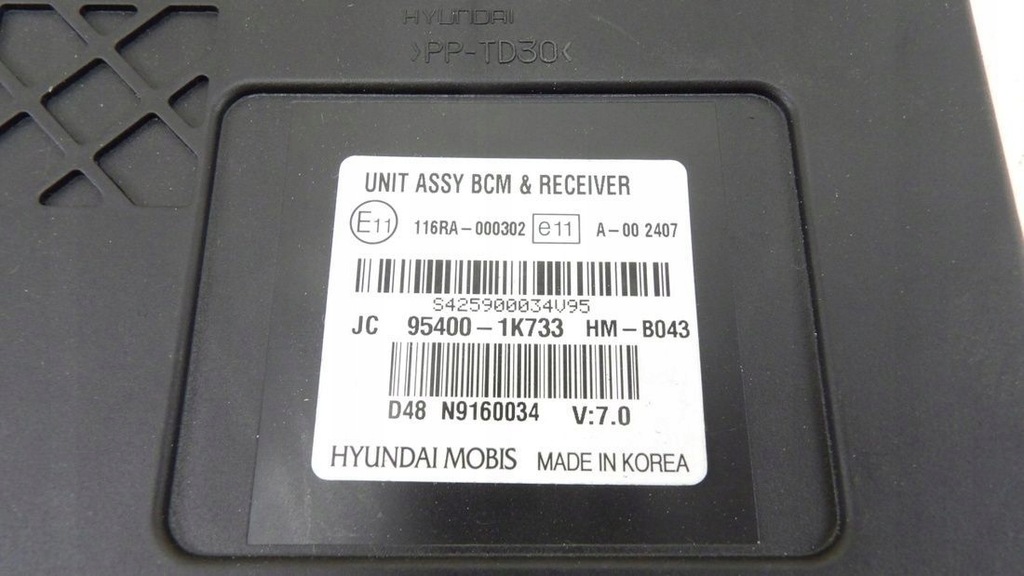 HYUNDAI
>PP-TD30<
UNIT ASSY BCM & RECEIVER
E11 116RA-000302 e11 A-00 2407
S425900034V95
JC 95400-1K733 HM-B043
D48 N9160034 V:7.0
HYUNDAI MOBIS MADE IN KOREA